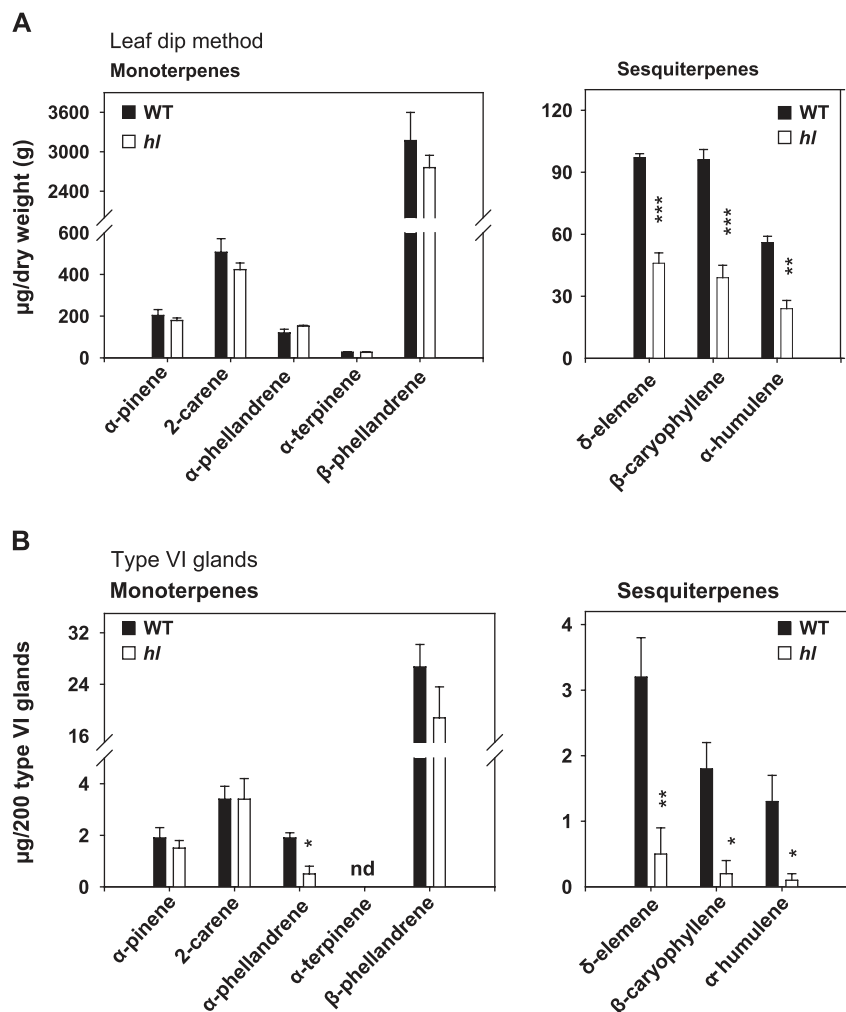 A
Leaf dip method
Monoterpenes
Sesquiterpenes
µg/dry weight (g)
3600
3000
2400
600
400
200
0
WT
hl
α-pinene
2-carene
α-phellandrene
α-terpinene
β-phellandrene
120
90
60
30
0
WT
hl
***
***
**
δ-elemene
β-caryophyllene
α-humulene
B
Type VI glands
Monoterpenes
Sesquiterpenes
µg/200 type VI glands
32
24
16
4
2
0
WT
hl
*
nd
α-pinene
2-carene
α-phellandrene
α-terpinene
β-phellandrene
4
3
2
1
0
WT
hl
**
*
*
δ-elemene
β-caryophyllene
α-humulene